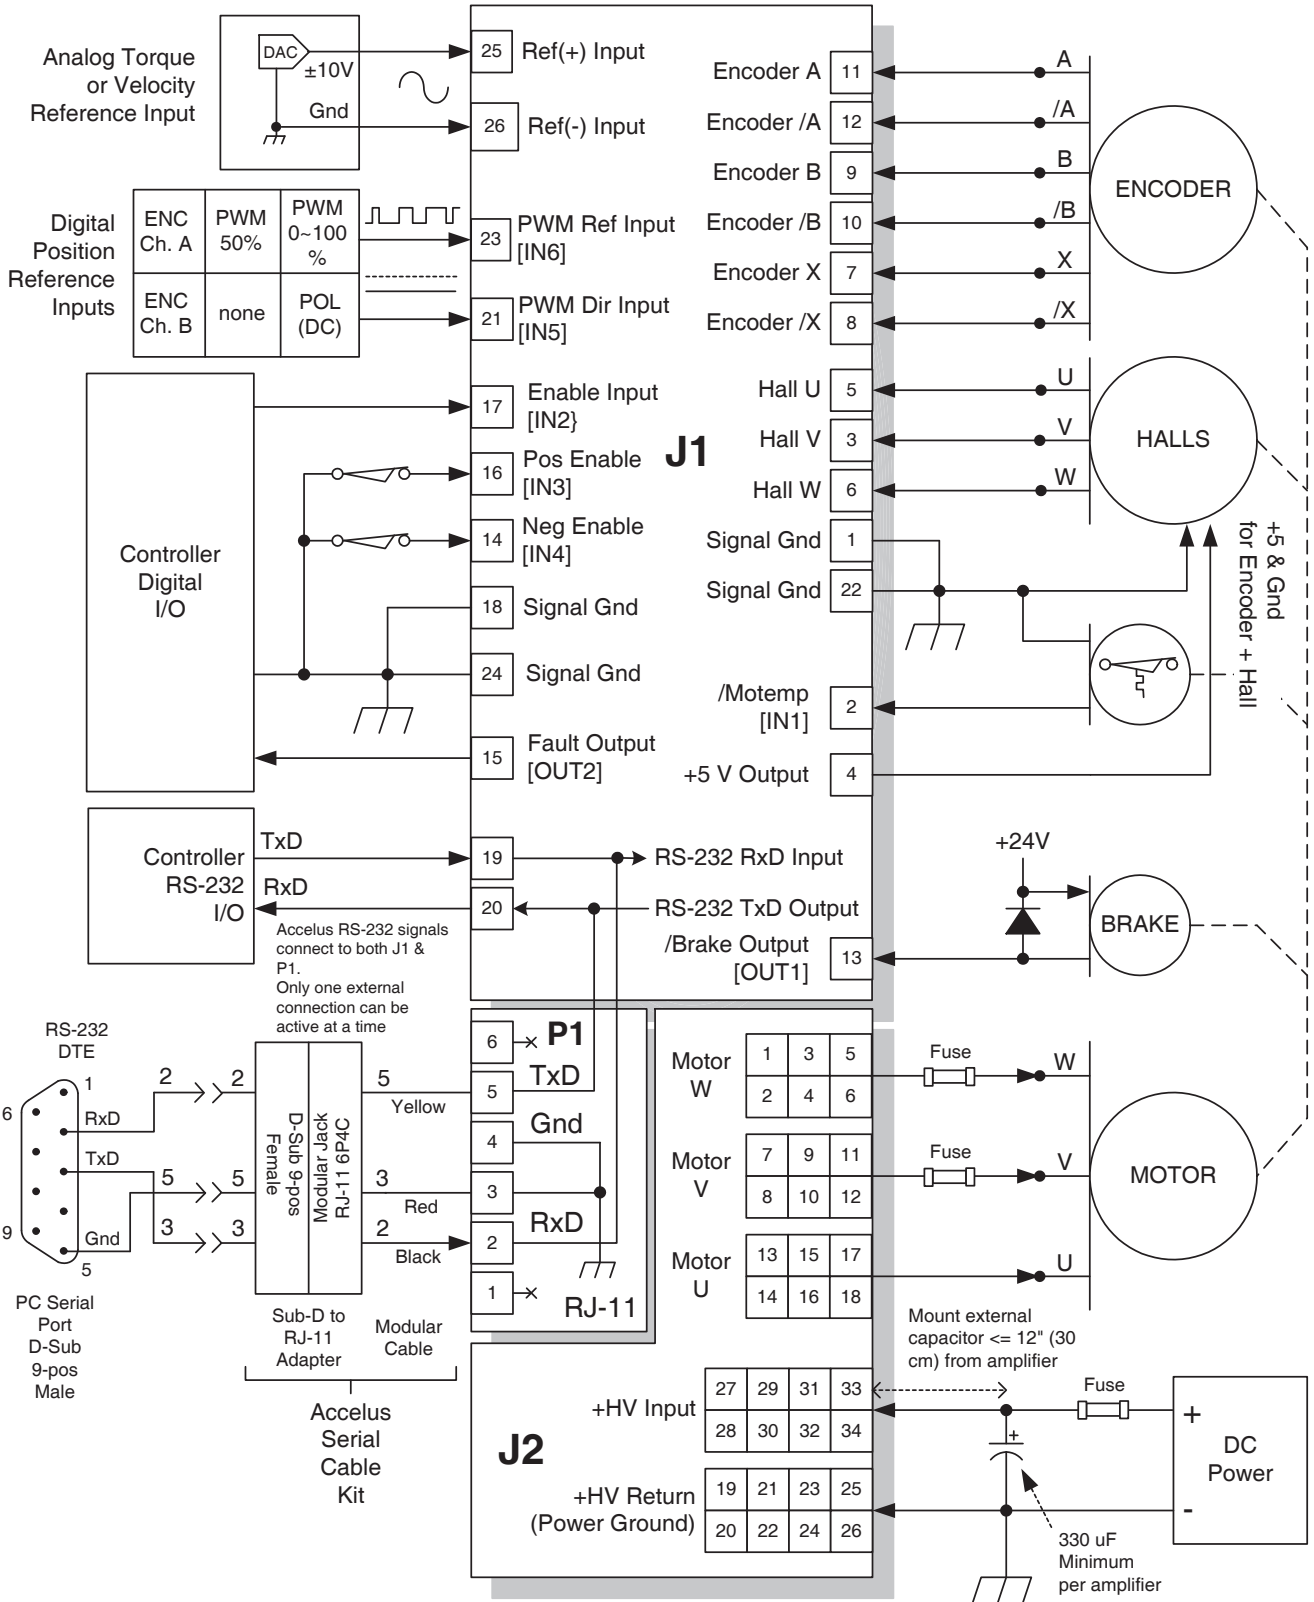 Analog Torque
or Velocity
Reference Input
DAC
±10V
Gnd
25
Ref(+) Input
26
Ref(-) Input
Digital
Position
Reference
Inputs
ENC
Ch. A
PWM
50%
PWM
0~100
%
ENC
Ch. B
none
POL
(DC)
23
PWM Ref Input
[IN6]
21
PWM Dir Input
[IN5]
Controller
Digital
I/O
17
Enable Input
[IN2}
16
Pos Enable
[IN3]
14
Neg Enable
[IN4]
18
Signal Gnd
24
Signal Gnd
15
Fault Output
[OUT2]
J1
Encoder A
11
A
Encoder /A
12
/A
Encoder B
9
B
Encoder /B
10
/B
Encoder X
7
X
Encoder /X
8
/X
ENCODER
Hall U
5
U
Hall V
3
V
Hall W
6
W
HALLS
Signal Gnd
1
Signal Gnd
22
+5 & Gnd
for Encoder + Hall
/Motemp
[IN1]
2
+5 V Output
4
Controller
RS-232
I/O
TxD
RxD
19
RS-232 RxD Input
20
RS-232 TxD Output
/Brake Output
[OUT1]
13
+24V
BRAKE
Accelus RS-232 signals
connect to both J1 &
P1.
Only one external
connection can be
active at a time
RS-232
DTE
1
6
9
5
RxD
TxD
Gnd
2
2
5
5
3
3
D-Sub 9-pos
Female
Modular Jack
RJ-11 6P4C
5
Yellow
3
Red
2
Black
PC Serial
Port
D-Sub
9-pos
Male
Sub-D to
RJ-11
Adapter
Modular
Cable
Accelus
Serial
Cable
Kit
P1
6
5
TxD
4
Gnd
3
2
RxD
1
RJ-11
Motor
W
1 3 5
2 4 6
Fuse
W
Motor
V
7 9 11
8 10 12
Fuse
V
Motor
U
13 15 17
14 16 18
U
MOTOR
Mount external
capacitor <= 12" (30
cm) from amplifier
J2
+HV Input
27 29 31 33
28 30 32 34
Fuse
+
+
DC
Power
-
+HV Return
(Power Ground)
19 21 23 25
20 22 24 26
330 uF
Minimum
per amplifier